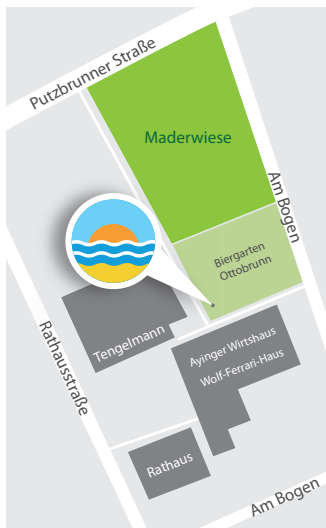 Putzbrunner Straße
Maderwiese
Am Bogen
Biergarten
Ottobrunn
Tengelmann
Ayinger Wirtshaus
Wolf-Ferrari-Haus
Rathausstraße
Rathaus
Am Bogen